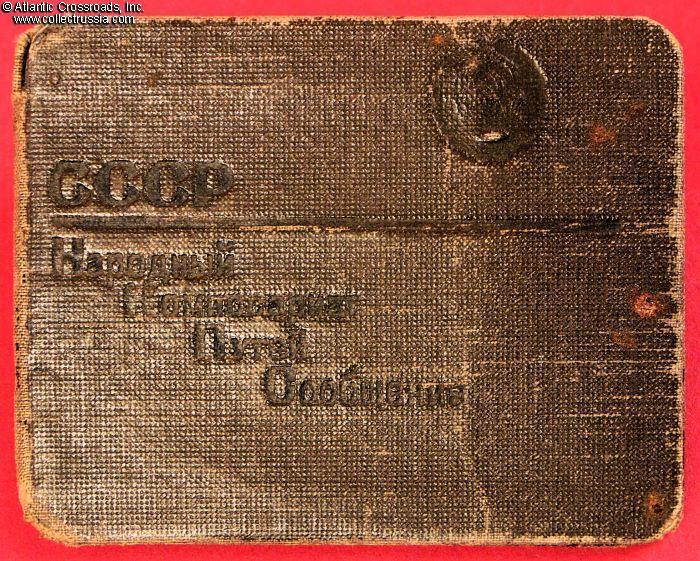 © Atlantic Crossroads, Inc.
www.collectrussia.com
СССР
Народный
Комиссариат
Путей
Сообщения